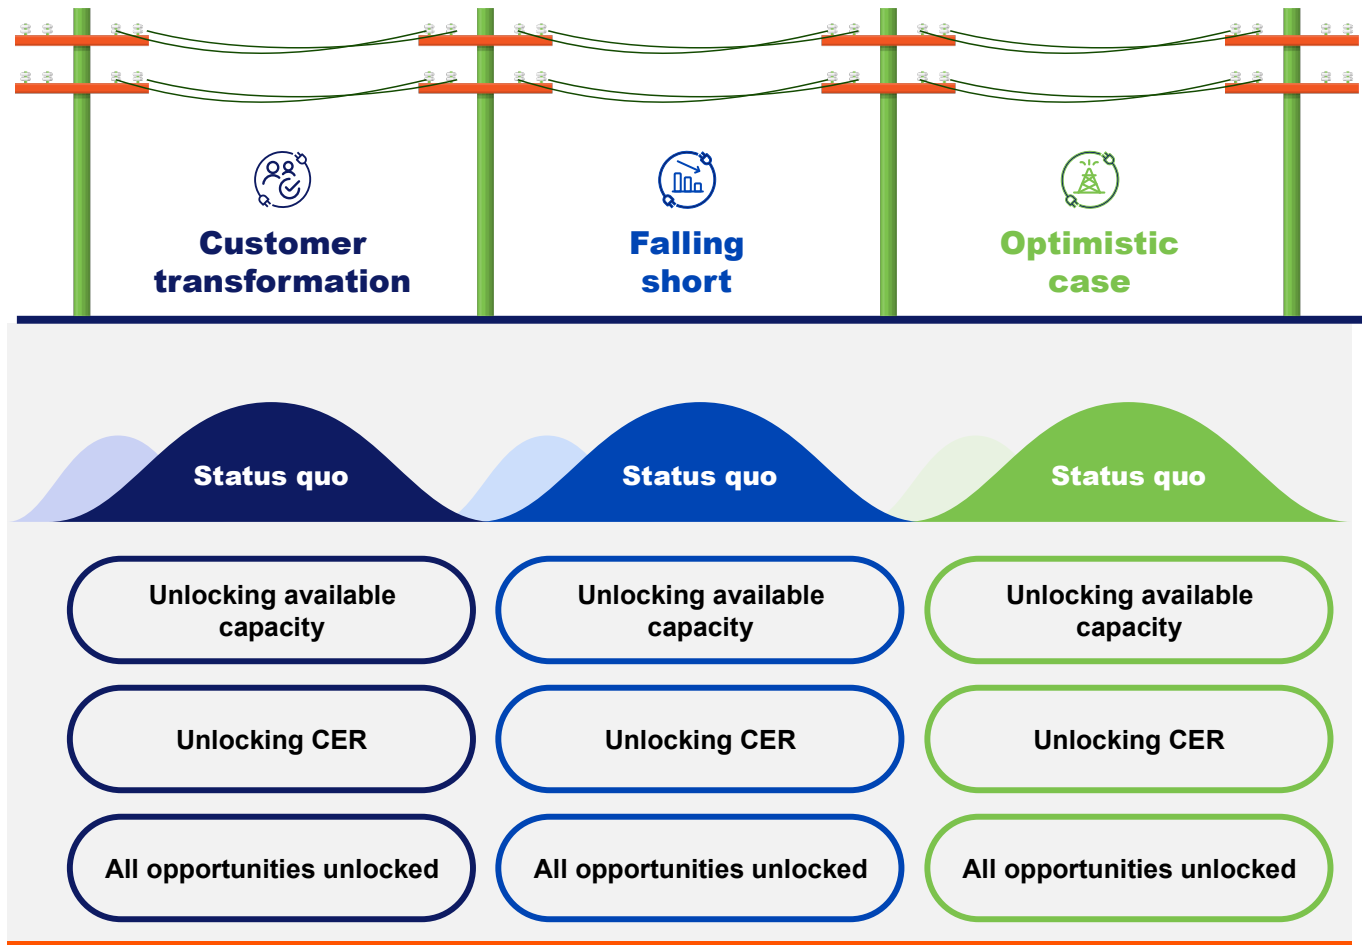 Customer
transformation
Falling
short
Optimistic
case
Status quo
Status quo
Status quo
Unlocking available
capacity
Unlocking available
capacity
Unlocking available
capacity
Unlocking CER
Unlocking CER
Unlocking CER
All opportunities unlocked
All opportunities unlocked
All opportunities unlocked